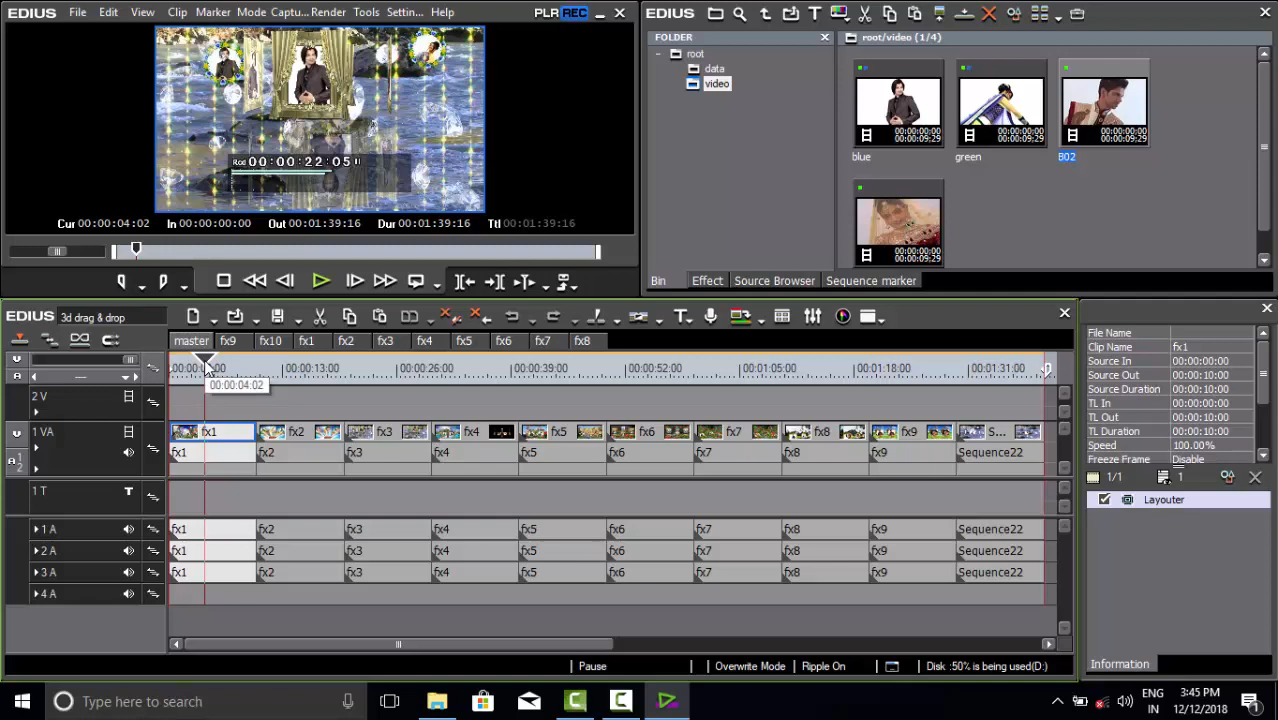 EDIUS File Edit View Clip Marker Mode Captu... Render Tools Settin... Help PLR REC
Rec 00:00:22:05
Cur 00:00:04:02 In 00:00:00:00 Out 00:01:39:16 Dur 00:01:39:16 Ttl 00:01:39:16
EDIUS
FOLDER
root
data
video
root/video (1/4)
00:00:00:00
00:00:09;29
00:00:00:00
00:00:09;29
00:00:00:00
00:00:09;29
blue green B02
00:00:00:00
00:00:09;29
Bin Effect Source Browser Source marker
EDIUS 3d drag & drop
master fx9 fx10 fx1 fx2 fx3 fx4 fx5 fx6 fx7 fx8
00:00:13:00 00:00:26:00 00:00:39:00 00:00:52:00 00:01:05:00 00:01:18:00 00:01:31:00
00:00:04:02
2 V
1 VA fx1 fx2 fx3 fx4 fx5 fx6 fx7 fx8 fx9 S...
A 1 2 fx1 fx2 fx3 fx4 fx5 fx6 fx7 fx8 fx9 Sequence22
1 T T
1 A fx1 fx2 fx3 fx4 fx5 fx6 fx7 fx8 fx9 Sequence22
2 A fx1 fx2 fx3 fx4 fx5 fx6 fx7 fx8 fx9 Sequence22
3 A fx1 fx2 fx3 fx4 fx5 fx6 fx7 fx8 fx9 Sequence22
4 A
Pause Overwrite Mode Ripple On Disk :50% is being used(D:)
File Name
Clip Name fx1
Source In 00:00:00:00
Source Out 00:00:10:00
Source Duration 00:00:10:00
TL In 00:00:00:00
TL Out 00:00:10:00
TL Duration 00:00:10:00
Speed 100.00%
Freeze Frame Disable
1/1 1
Layouter
Information
Type here to search
ENG
IN
3:45 PM
12/12/2018
1